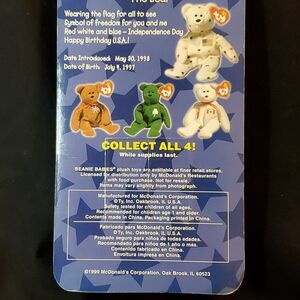 The Bear
Wearing the flag for all to see
Symbol of freedom for you and me
Red white and blue - Independence Day
Happy Birthday U.S.A.!
Date Introduced: May 30, 1998
Date of Birth: July 4, 1997
COLLECT ALL 4!
While supplies last.
BEANIE BABIES® plush toys are available at finer retail stores.
Licensed for distribution only by McDonald's Restaurants
with food purchase. Not for resale.
Items may vary slightly from photograph.
Manufactured for McDonald's Corporation.
©Ty, Inc. Oakbrook, IL U.S.A.
Safety tested for children of all ages.
Recommended for children age 1 and older.
Contents made in China. Packaging printed in China.
Fabricado para McDonald's Corporation.
©Ty, Inc. Oakbrook, IL U.S.A.
Probado seguro para niños de todas edades.
Recomendado para niños de 1 año o más.
Contenido fabricado en China.
Envoltura impresa en China.
©1999 McDonald's Corporation, Oak Brook, IL 60523